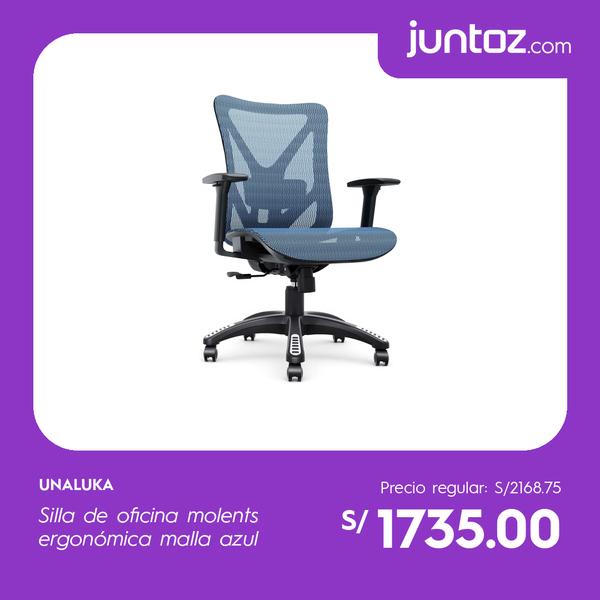 juntoz.com
UNALUKA
Silla de oficina molents
ergonómica malla azul
Precio regular: S/2168.75
S/ 1735.00